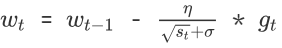 w_t = w_{t-1} - \frac{\eta}{\sqrt{s_t}+\sigma} * g_t